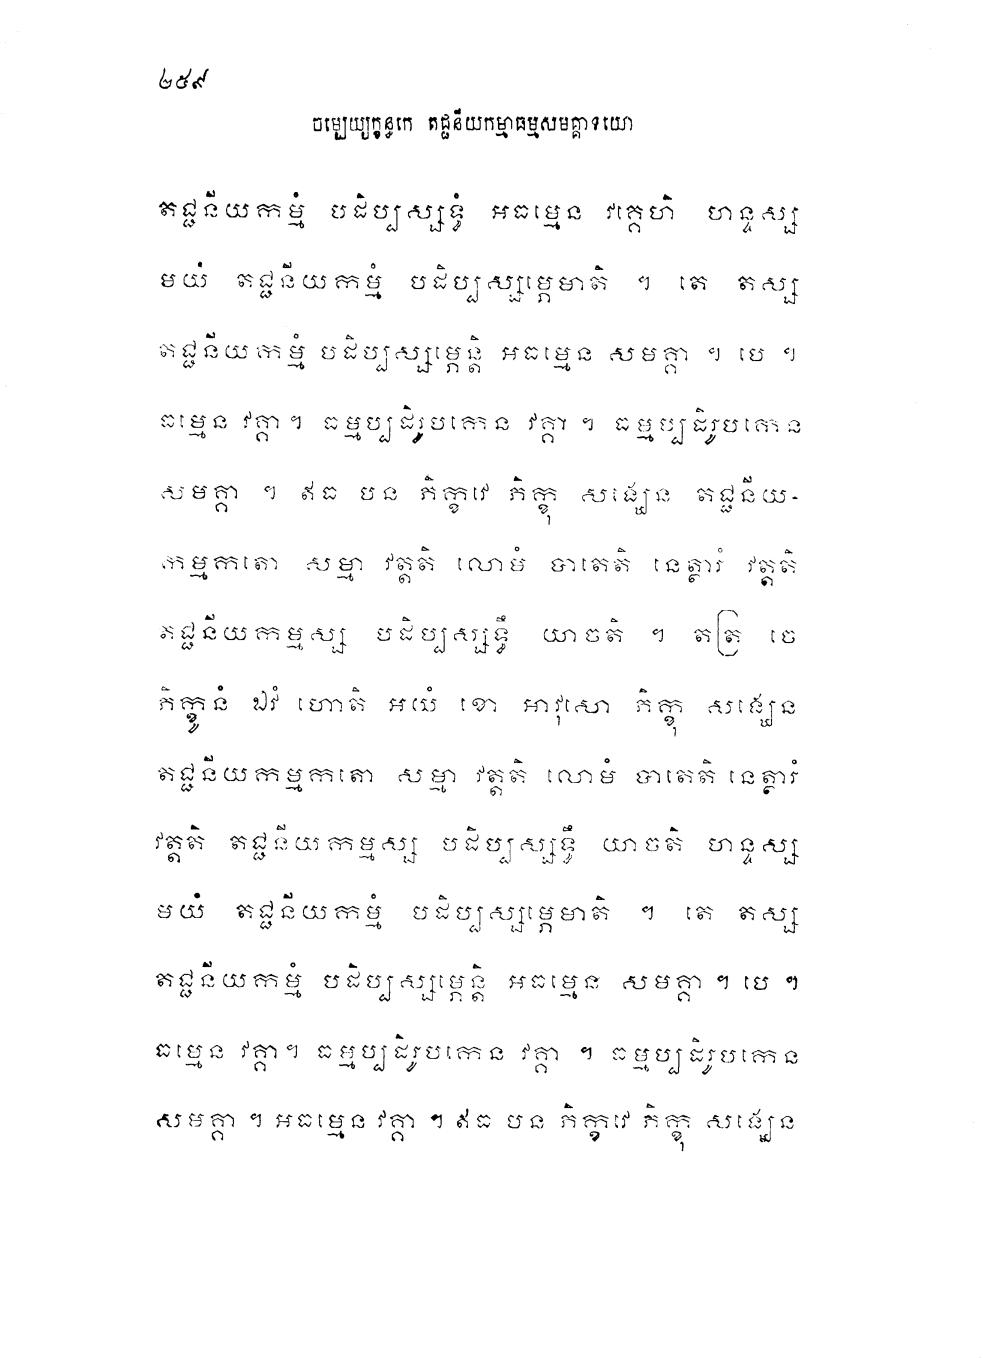 ២៥៩
ចម្បេយ្យក្ខន្ធកេ តជ្ជនីយកម្មាធម្មសមគ្គាទយោ
តជ្ជនីយកម្មំ បដិប្បស្សទ្ធំ អធម្មេន វគ្គេហិ ហន្ទស្ស
មយំ តជ្ជនីយកម្មំ បដិប្បស្សម្ភេមាតិ ។ តេ តស្ស
តជ្ជនីយកម្មំ បដិប្បស្សម្ភេន្តិ អធម្មេន សមគ្គា ។ បេ ។
ធម្មេន វគ្គា ។ ធម្មប្បដិរូបកេន វគ្គា ។ ធម្មប្បដិរូបកេន
សមគ្គា ។ ឥធ បន ភិក្ខវេ ភិក្ខុ សង្ឃេន តជ្ជនីយ-
កម្មកតោ សម្មា វត្តតិ លោមំ បាតេតិ នេត្ថារំ វត្តតិ
តជ្ជនីយកម្មស្ស បដិប្បស្សទ្ធឹ យាចតិ ។ តត្រ ចេ
ភិក្ខូនំ ឯវំ ហោតិ អយំ ខោ អាវុសោ ភិក្ខុ សង្ឃេន
តជ្ជនីយកម្មកតោ សម្មា វត្តតិ លោមំ បាតេតិ នេត្ថារំ
វត្តតិ តជ្ជនីយកម្មស្ស បដិប្បស្សទ្ធឹ យាចតិ ហន្ទស្ស
មយំ តជ្ជនីយកម្មំ បដិប្បស្សម្ភេមាតិ ។ តេ តស្ស
តជ្ជនីយកម្មំ បដិប្បស្សម្ភេន្តិ អធម្មេន សមគ្គា ។ បេ ។
ធម្មេន វគ្គា ។ ធម្មប្បដិរូបកេន វគ្គា ។ ធម្មប្បដិរូបកេន
សមគ្គា ។ អធម្មេន វគ្គា ។ ឥធ បន ភិក្ខវេ ភិក្ខុ សង្ឃេន